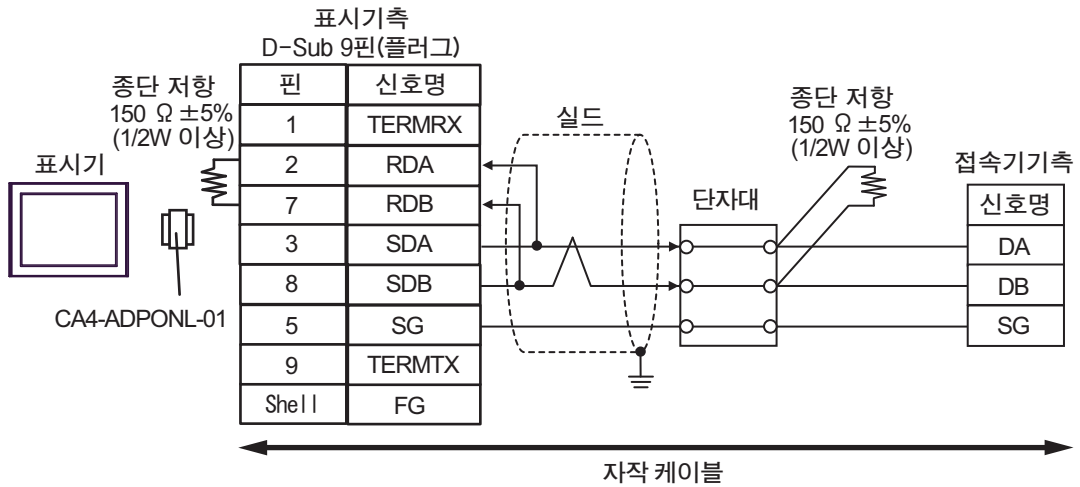 표시기측
D-Sub 9핀(플러그)
종단 저항
150 Ω ±5%
(1/2W 이상)
표시기
CA4-ADPONL-01
핀 신호명
1 TERMRX
2 RDA
7 RDB
3 SDA
8 SDB
5 SG
9 TERMTX
Shell FG
실드
단자대
종단 저항
150 Ω ±5%
(1/2W 이상)
접속기기측
신호명
DA
DB
SG
자작 케이블